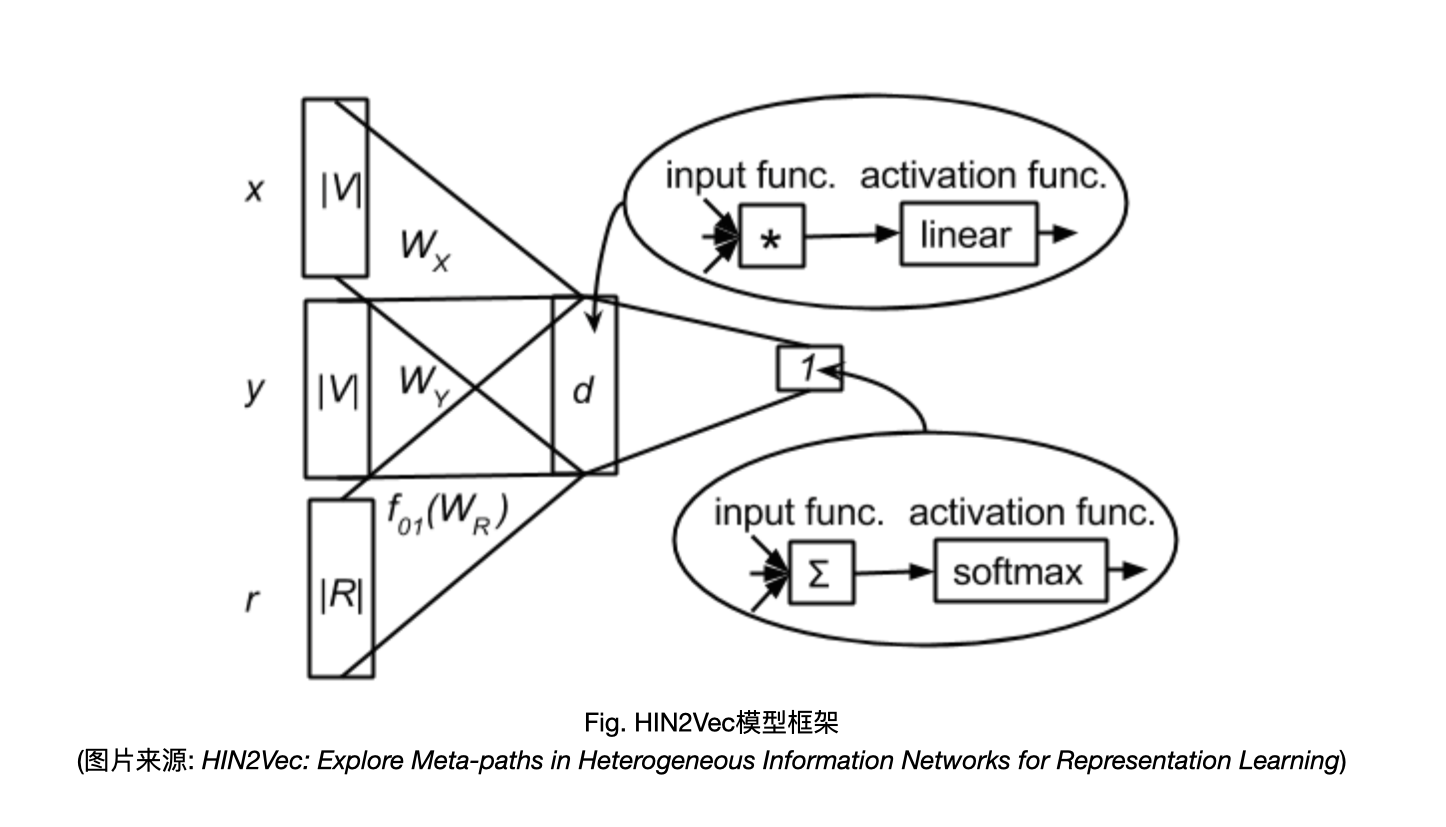 x
|V|
W_X
y
|V|
W_Y
d
r
|R|
f_01(W_R)
input func. activation func.
*
linear
1
input func. activation func.
Σ
softmax
Fig. HIN2Vec模型框架
(图片来源: HIN2Vec: Explore Meta-paths in Heterogeneous Information Networks for Representation Learning)